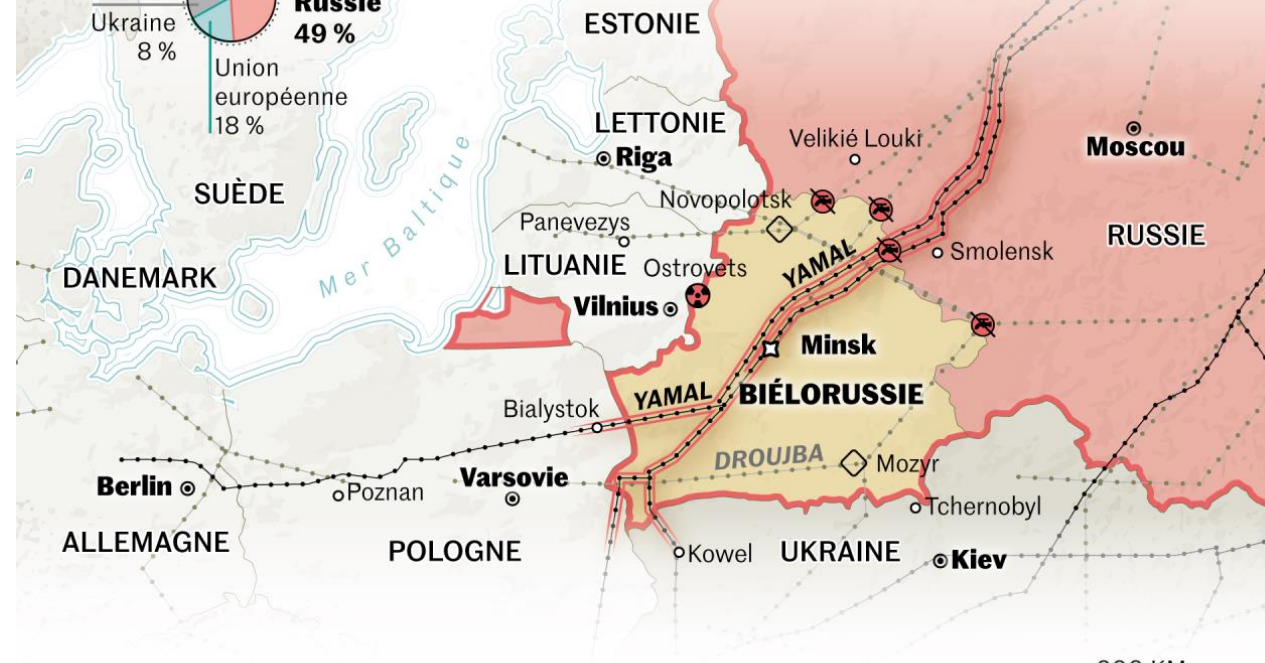 Russie
49 %
Ukraine
8 %
Union
européenne
18 %
ESTONIE
LETTONIE
Riga
Velikié Louki
Moscou
SUÈDE
Novopolotsk
Panevezys
Mer Baltique
RUSSIE
Smolensk
YAMAL
DANEMARK
LITUANIE
Ostrovets
Vilnius
Minsk
BIÉLORUSSIE
YAMAL
Bialystok
DROUJBA
Mozyr
Varsovie
Berlin
Poznan
Tchernobyl
ALLEMAGNE
POLOGNE
Kowel
UKRAINE
Kiev